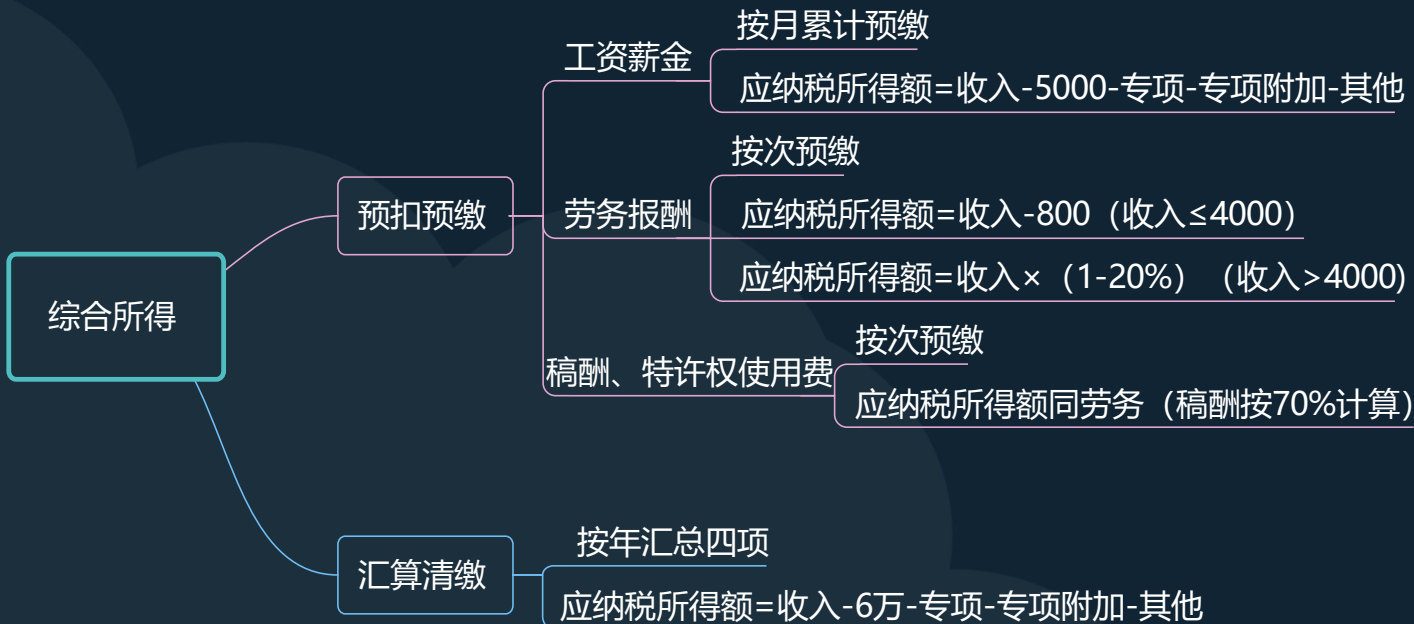 综合所得
预扣预缴
工资薪金
按月累计预缴
应纳税所得额=收入-5000-专项-专项附加-其他
劳务报酬
按次预缴
应纳税所得额=收入-800（收入≤4000）
应纳税所得额=收入×（1-20%）（收入>4000）
稿酬、特许权使用费
按次预缴
应纳税所得额同劳务（稿酬按70%计算）
汇算清缴
按年汇总四项
应纳税所得额=收入-6万-专项-专项附加-其他